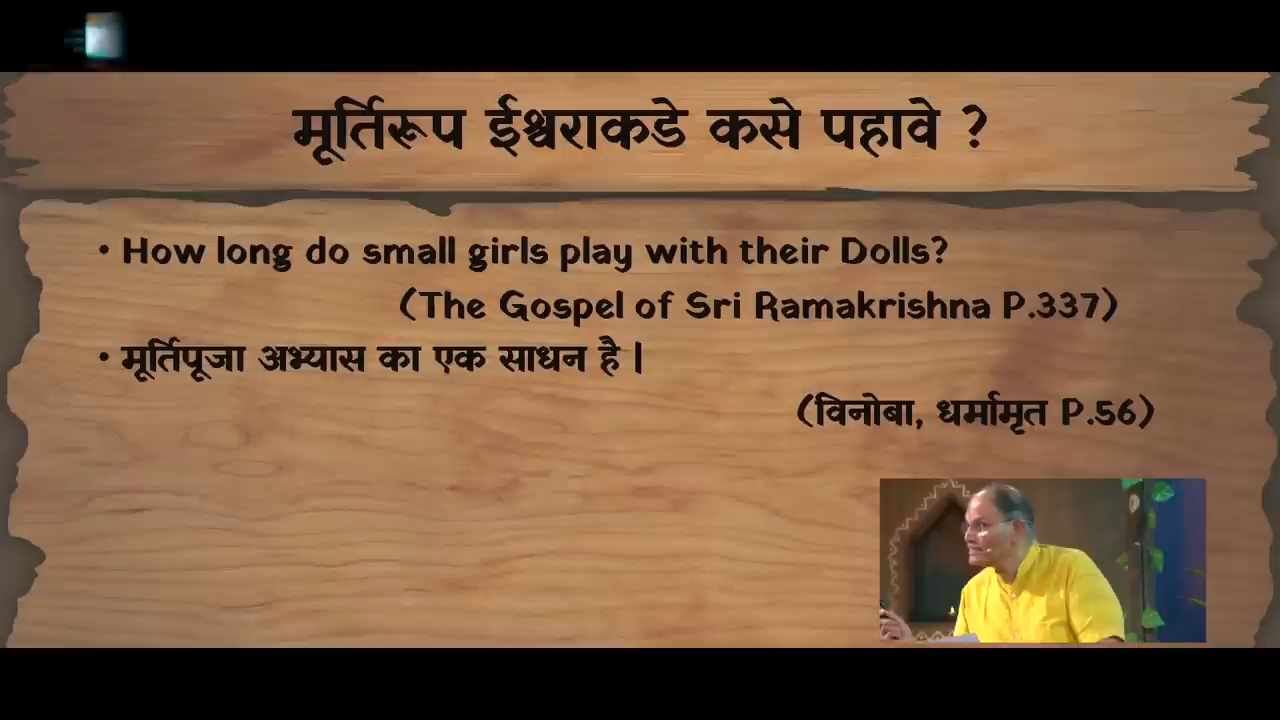 मूर्तिरूप ईश्वराकडे कसे पहावे ?
• How long do small girls play with their Dolls?
(The Gospel of Sri Ramakrishna P.337)
• मूर्तिपूजा अभ्यास का एक साधन है |
(विनोबा, धर्मामृत P.56)